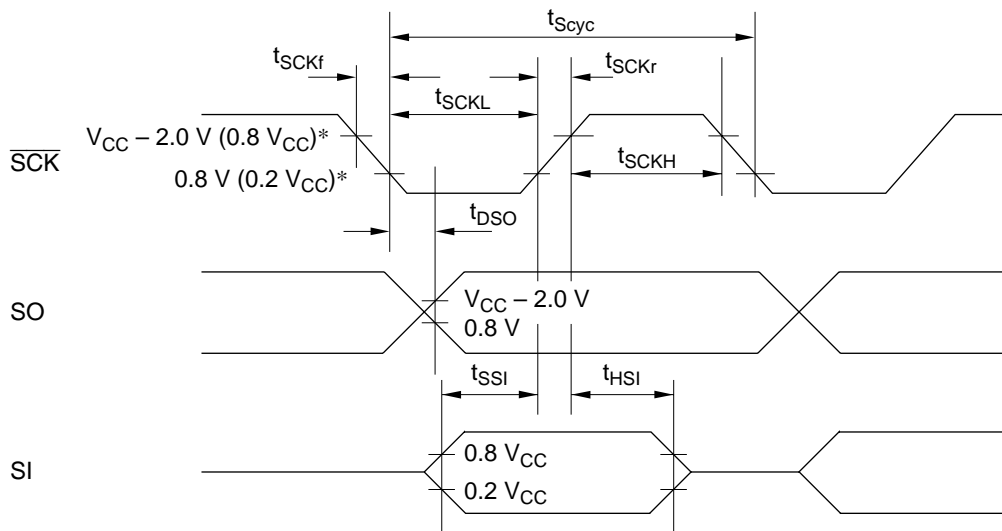 tScyc
tSCKf
tSCKr
tSCKL
VCC – 2.0 V (0.8 VCC)*
SCK
tSCKH
0.8 V (0.2 VCC)*
tDSO
SO
VCC – 2.0 V
0.8 V
tSSI
tHSI
SI
0.8 VCC
0.2 VCC